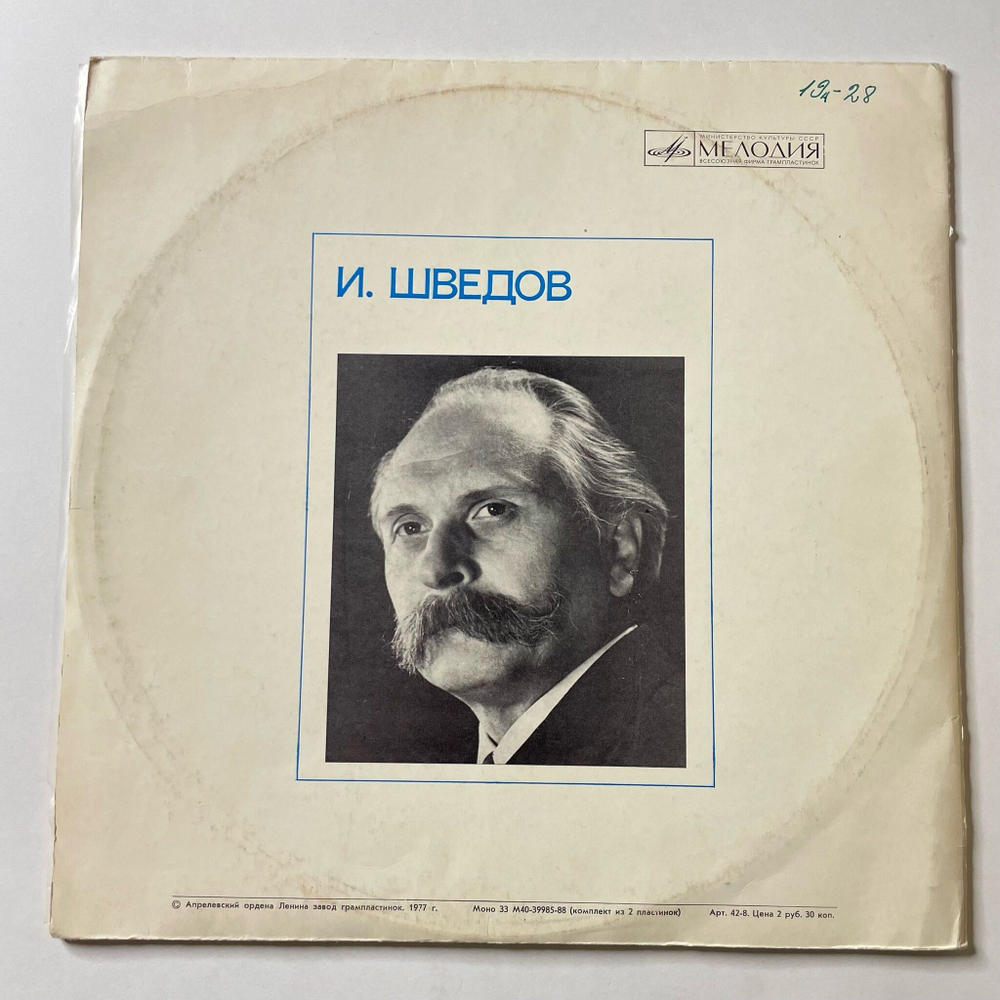 19ч-28
МИНИСТЕРСТВО КУЛЬТУРЫ СССР
МЕЛОДИЯ
ВСЕСОЮЗНАЯ ФИРМА ГРАМПЛАСТИНОК
И. ШВЕДОВ
© Апрелевский ордена Ленина завод грампластинок. 1977 г. Моно 33 М40-39985-88 (комплект из 2 пластинок) Арт. 42-8. Цена 2 руб. 30 коп.